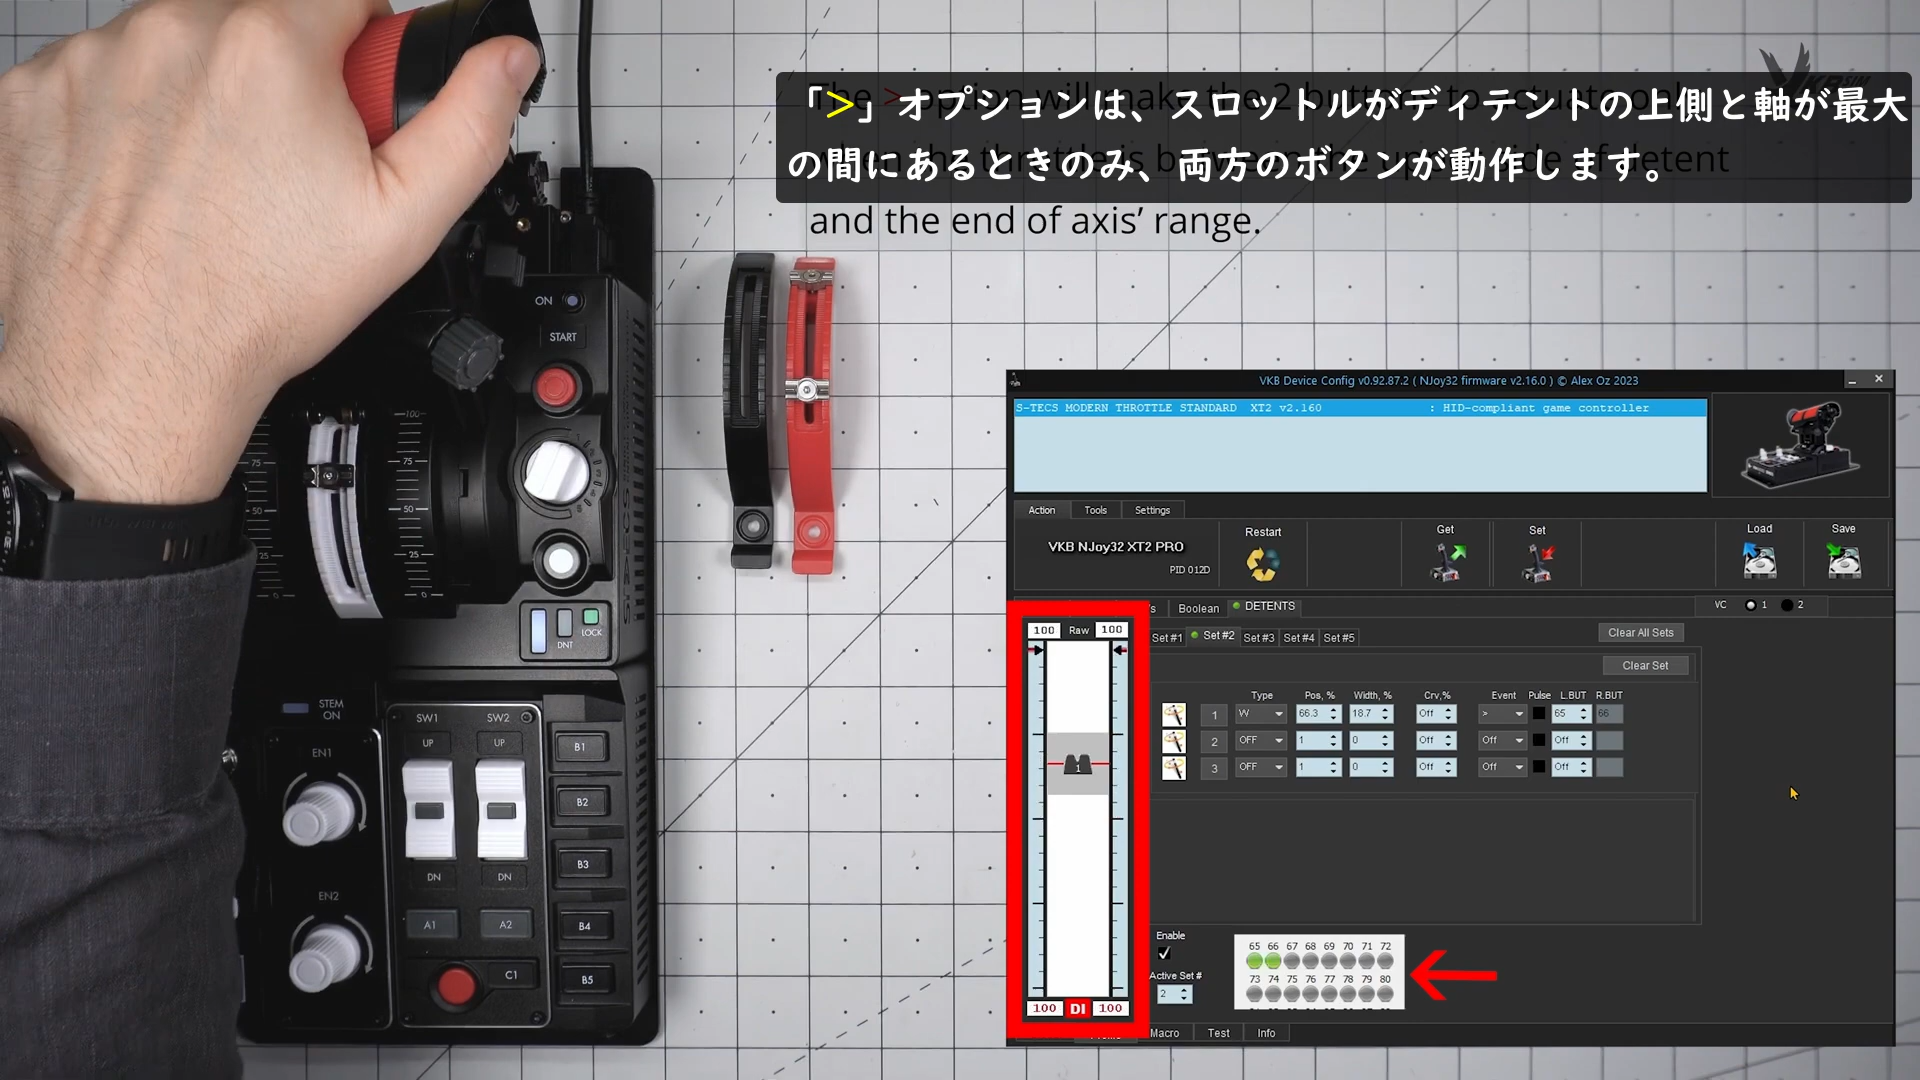 「>」オプションは、スロットルがディテントの上側と軸が最大
の間にあるときのみ、両方のボタンが動作します。
and the end of axis’ range.
ON
START
100
75
75
50
50
25
25
0
0
DNT
LOCK
STEM
ON
SW1
SW2
UP
UP
EN1
DN
DN
EN2
A1
A2
C1
B1
B2
B3
B4
B5
VKB Device Config v0.92.87.2 ( NJoy32 firmware v2.16.0 ) © Alex Oz 2023
S-TECS MODERN THROTTLE STANDARD XT2 v2.160 : HID-compliant game controller
Action Tools Settings
VKB NJoy32 XT2 PRO
PID 012D
Restart
Get
Set
Load
Save
Boolean DETENTS
VC 1 2
100 Raw 100
Set #1 Set #2 Set #3 Set #4 Set #5
Clear All Sets
Clear Set
Type Pos, % Width, % Crv,% Event Pulse L.BUT R.BUT
1 W 66.3 18.7 Off > 65 66
2 OFF 1 0 Off Off Off
3 OFF 1 0 Off Off Off
1
Enable
Active Set #
2
65 66 67 68 69 70 71 72
73 74 75 76 77 78 79 80
100 DI 100
Macro Test Info